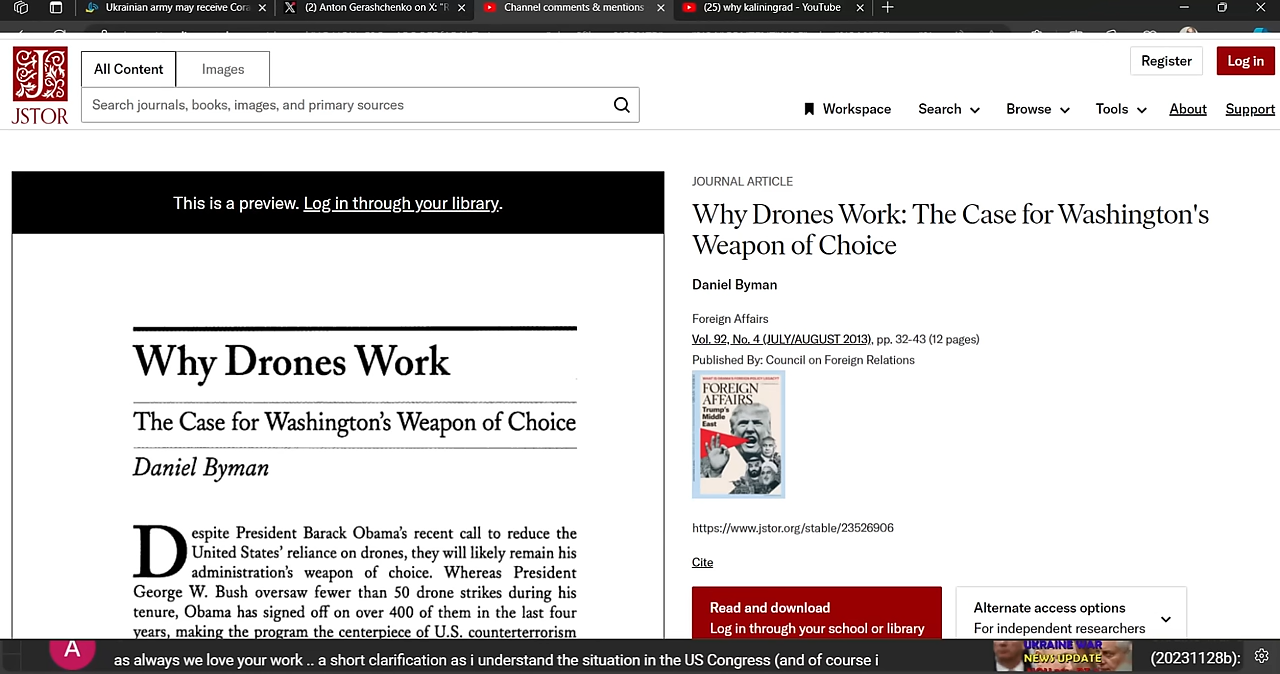 Ukrainian army may receive Cora
(2) Anton Gerashchenko on X: "R
Channel comments & mentions
(25) why kaliningrad - YouTube
All Content
Images
Register
Log in
Search journals, books, images, and primary sources
JSTOR
Workspace
Search
Browse
Tools
About
Support
This is a preview. Log in through your library.
JOURNAL ARTICLE
Why Drones Work: The Case for Washington's
Weapon of Choice
Daniel Byman
Foreign Affairs
Vol. 92, No. 4 (JULY/AUGUST 2013), pp. 32-43 (12 pages)
Published By: Council on Foreign Relations
FOREIGN
AFFAIRS
Trump's
Middle
East
https://www.jstor.org/stable/23526906
Cite
Read and download
Log in through your school or library
Alternate access options
For independent researchers
Why Drones Work
The Case for Washington's Weapon of Choice
Daniel Byman
Despite President Barack Obama's recent call to reduce the
United States' reliance on drones, they will likely remain his
administration's weapon of choice. Whereas President
George W. Bush oversaw fewer than 50 drone strikes during his
tenure, Obama has signed off on over 400 of them in the last four
years, making the program the centerpiece of U.S. counterterrorism
A
as always we love your work .. a short clarification as i understand the situation in the US Congress (and of course i
UKRAINE WAR
NEWS UPDATE
(20231128b):